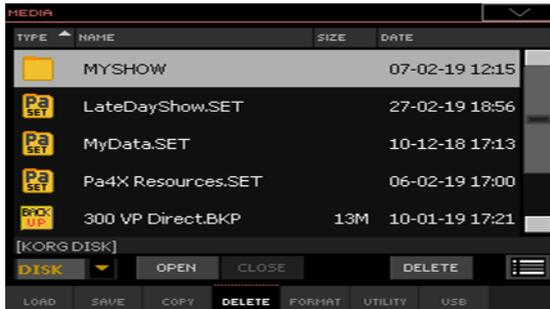 MEDIA
TYPE NAME SIZE DATE
MYSHOW 07-02-19 12:15
Pa SET LateDayShow.SET 27-02-19 18:56
Pa SET MyData.SET 10-12-18 17:13
Pa SET Pa4X Resources.SET 06-02-19 17:00
BACK UP 300 VP Direct.BKP 13M 10-01-19 17:21
[KORG DISK]
DISK OPEN CLOSE DELETE
LOAD SAVE COPY DELETE FORMAT UTILITY USB